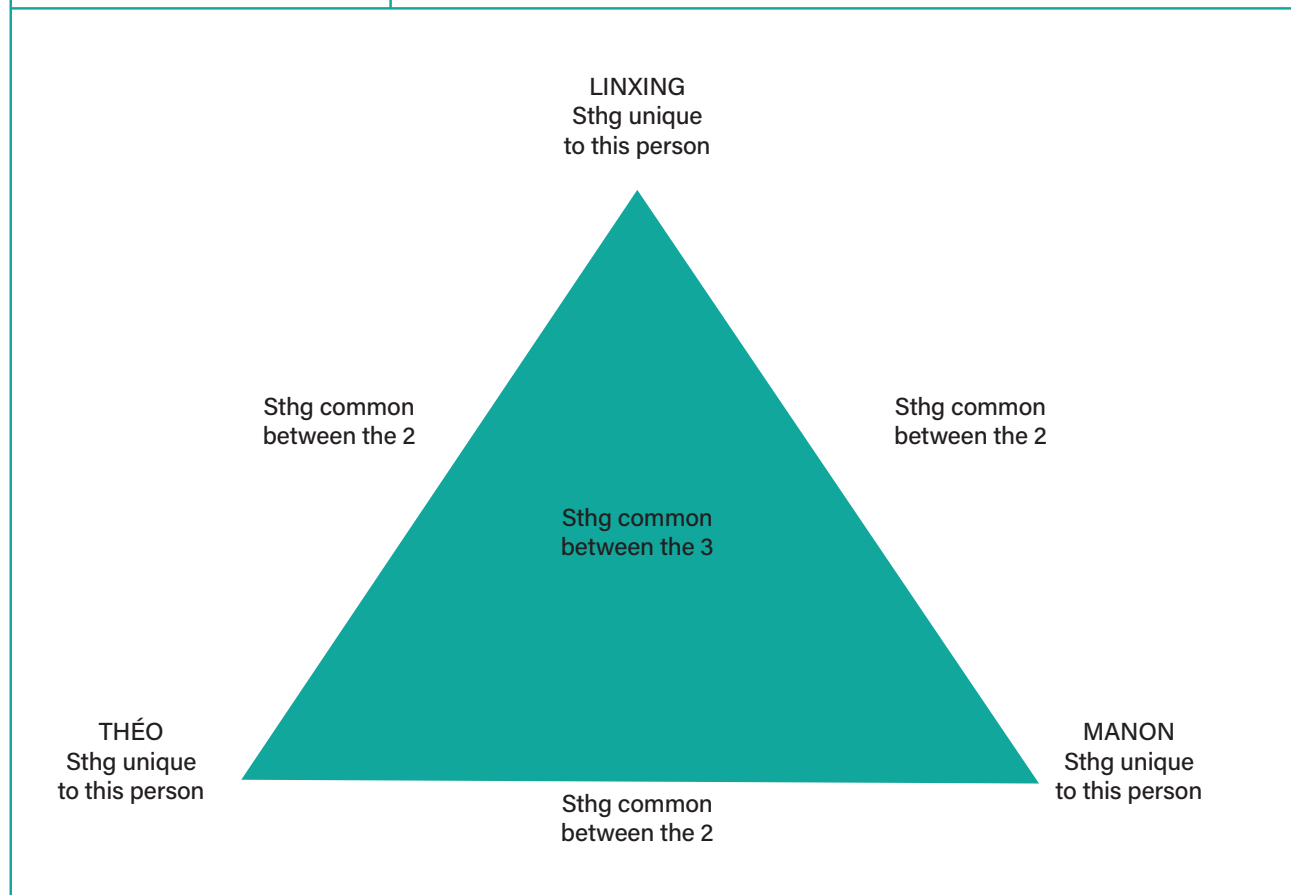 LINXING
Sthg unique
to this person
Sthg common
between the 2
Sthg common
between the 2
Sthg common
between the 3
THÉO
Sthg unique
to this person
MANON
Sthg unique
to this person
Sthg common
between the 2